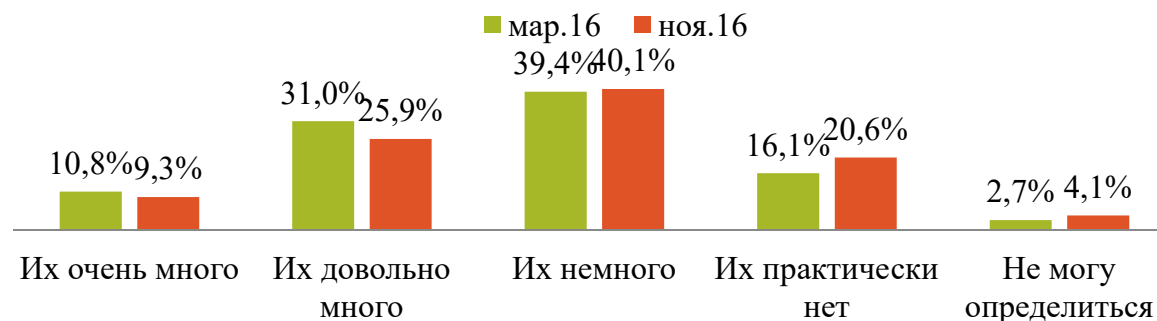 мар.16 ноя.16
39,4% 40,1%
31,0% 25,9%
16,1% 20,6%
10,8% 9,3%
2,7% 4,1%
Их очень много Их довольно Их немного Их практически Не могу
много нет определиться